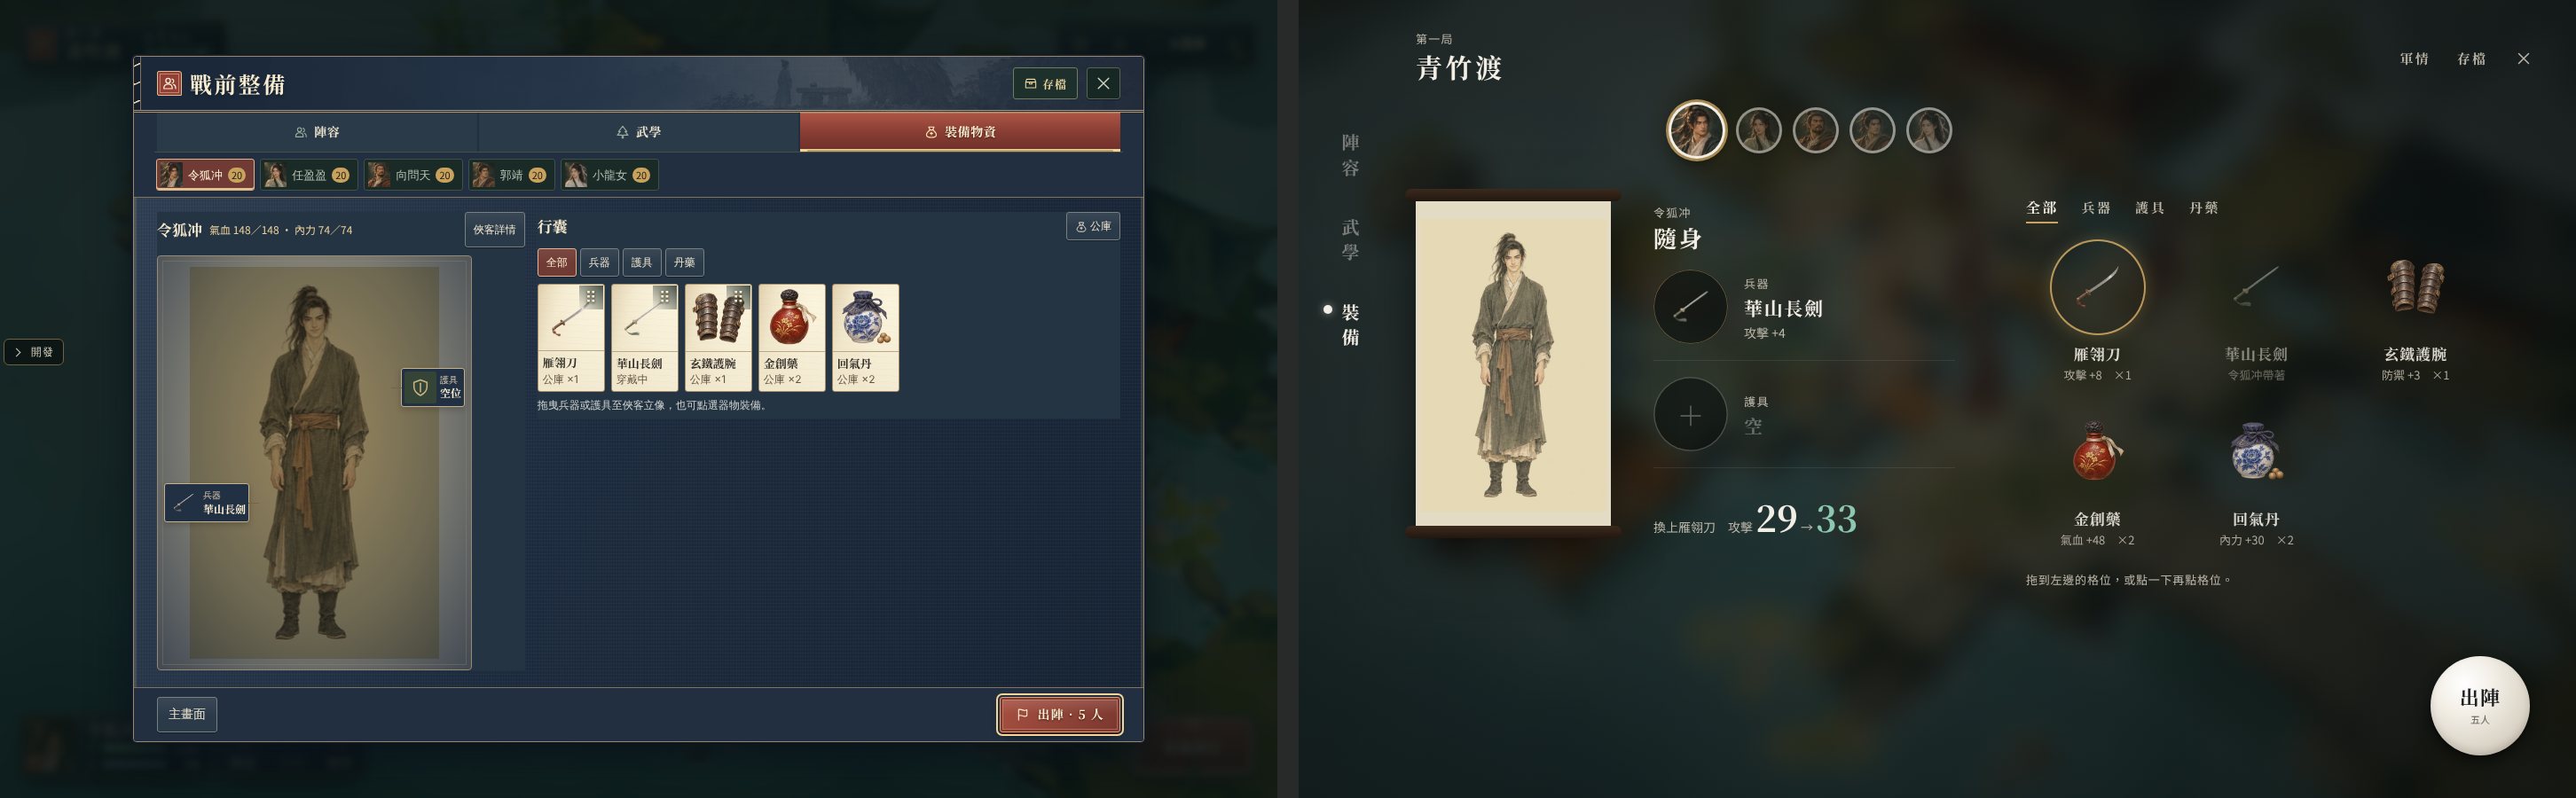 戰前整備
存檔
陣容
武學
裝備物資
令狐冲 20
任盈盈 20
向問天 20
郭靖 20
小龍女 20
令狐冲 氣血 148／148・內力 74／74
俠客詳情
護具
空位
兵器
華山長劍
行囊
公庫
全部
兵器
護具
丹藥
雁翎刀
公庫 ×1
華山長劍
穿戴中
玄鐵護腕
公庫 ×1
金創藥
公庫 ×2
回氣丹
公庫 ×2
拖曳兵器或護具至俠客立像，也可點選器物裝備。
開發
主畫面
出陣・5 人
第一局
青竹渡
軍情
存檔
陣容
武學
裝備
令狐冲
隨身
兵器
華山長劍
攻擊 +4
護具
空
換上雁翎刀 攻擊 29→33
全部
兵器
護具
丹藥
雁翎刀
攻擊 +8 ×1
華山長劍
令狐冲帶著
玄鐵護腕
防禦 +3 ×1
金創藥
氣血 +48 ×2
回氣丹
內力 +30 ×2
拖到左邊的格位，或點一下再點格位。
出陣
五人